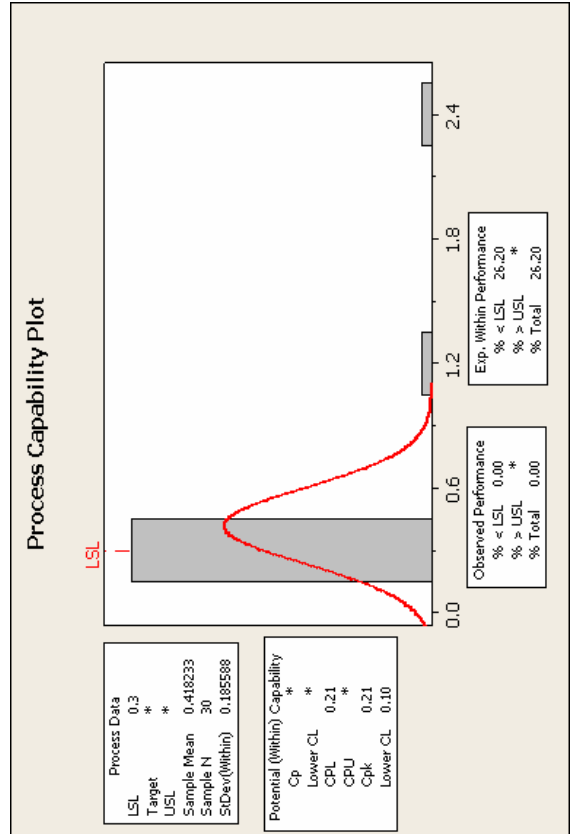 Process Capability Plot
Process Data
LSL 0.3
Target *
USL *
Sample Mean 0.418233
Sample N 30
StDev(Within) 0.185588
Potential (Within) Capability
Cp *
Lower CL *
CPL 0.21
CPU *
Cpk 0.21
Lower CL 0.10
LSL
0.0 0.6 1.2 1.8 2.4
Observed Performance
% < LSL 0.00
% > USL *
% Total 0.00
Exp. Within Performance
% < LSL 26.20
% > USL *
% Total 26.20